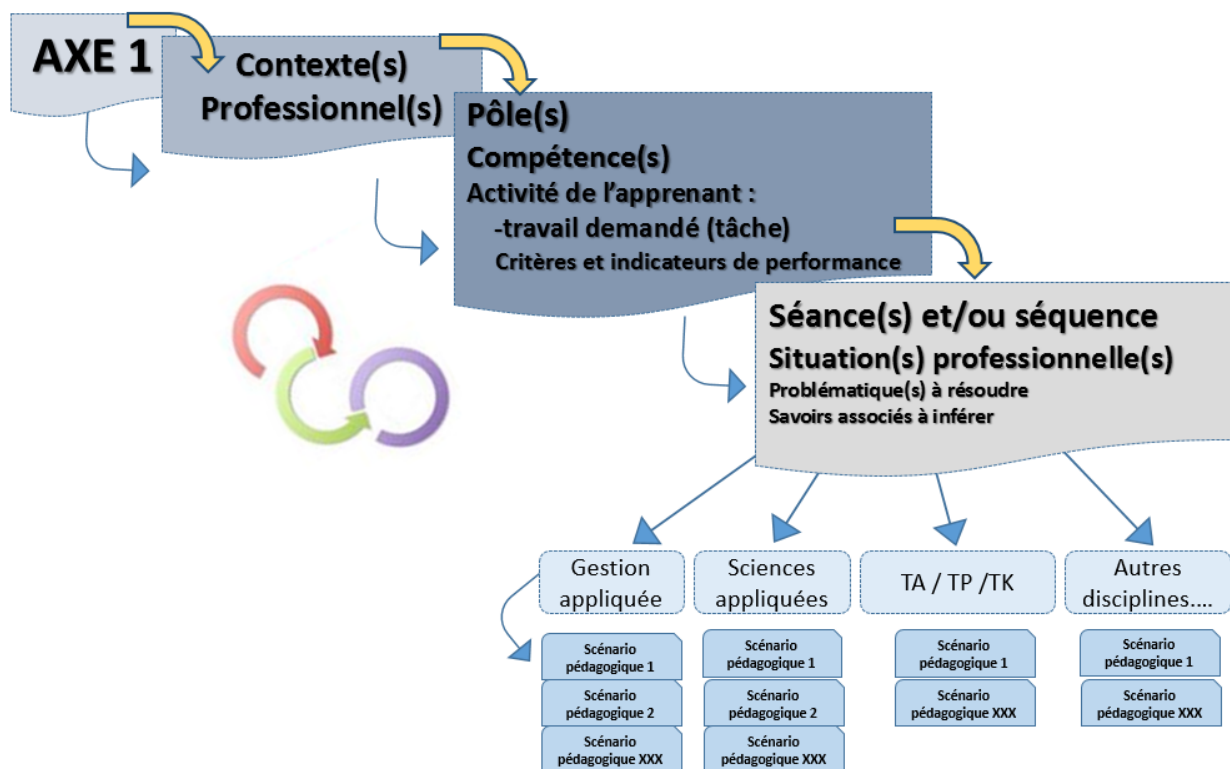 AXE 1
Contexte(s)
Professionnel(s)
Pôle(s)
Compétence(s)
Activité de l'apprenant :
-travail demandé (tâche)
Critères et indicateurs de performance
Séance(s) et/ou séquence
Situation(s) professionnelle(s)
Problématique(s) à résoudre
Savoirs associés à inférer
Gestion
appliquée
Scénario
pédagogique 1
Scénario
pédagogique 2
Scénario
pédagogique XXX
Sciences
appliquées
Scénario
pédagogique 1
Scénario
pédagogique 2
Scénario
pédagogique XXX
TA / TP /TK
Scénario
pédagogique 1
Scénario
pédagogique XXX
Autres
disciplines....
Scénario
pédagogique 1
Scénario
pédagogique XXX